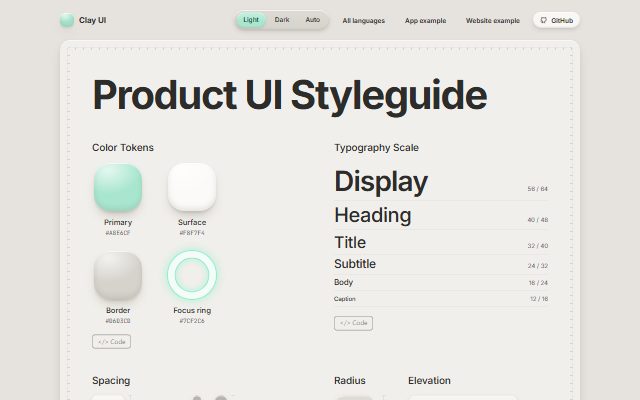 Clay UI
Light
Dark
Auto
All languages
App example
Website example
GitHub
Product UI Styleguide
Color Tokens
Primary
#A8E6CF
Surface
#F8F7F4
Border
#D6D3CD
Focus ring
#7CF2C6
</> Code
Typography Scale
Display
56 / 64
Heading
40 / 48
Title
32 / 40
Subtitle
24 / 32
Body
16 / 24
Caption
12 / 16
</> Code
Spacing
Radius
Elevation